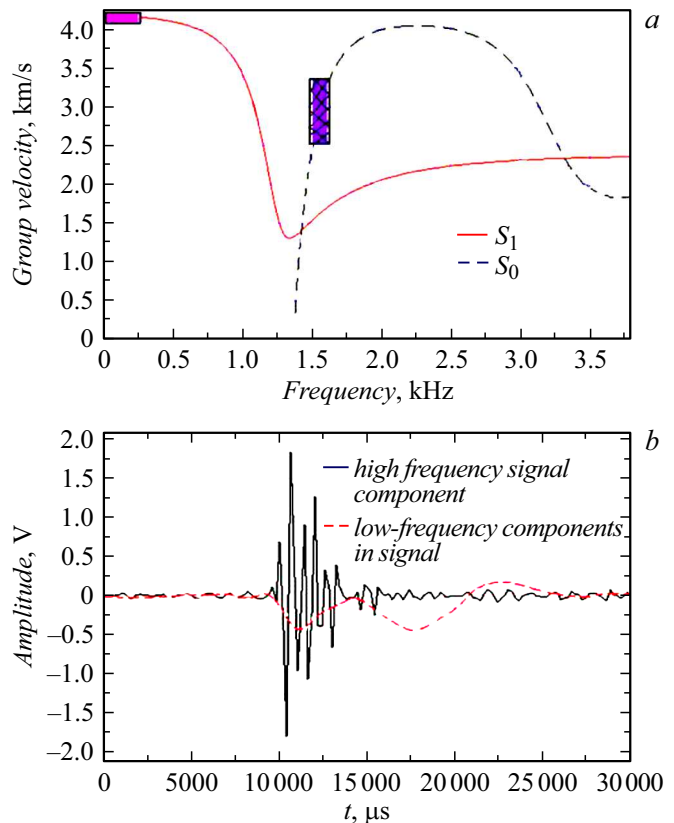 a
4.0
3.5
3.0
2.5
2.0
1.5
1.0
0.5
0
Group velocity, km/s
S1
S0
0 0.5 1.0 1.5 2.0 2.5 3.0 3.5
Frequency, kHz
b
2.0
1.5
1.0
0.5
0
–0.5
–1.0
–1.5
–2.0
Amplitude, V
high frequency signal
component
low-frequency components
in signal
0 5000 10 000 15 000 20 000 25 000 30 000
t, μs